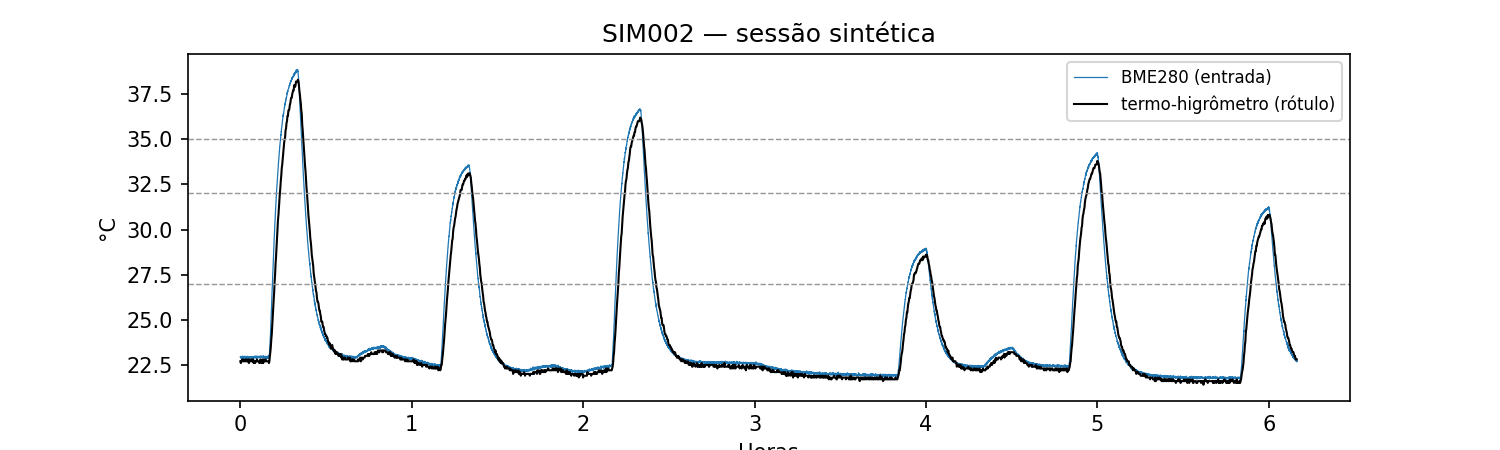 SIM002 — sessão sintética
BME280 (entrada)
termo-higrômetro (rótulo)
°C
37.5
35.0
32.5
30.0
27.5
25.0
22.5
0 1 2 3 4 5 6